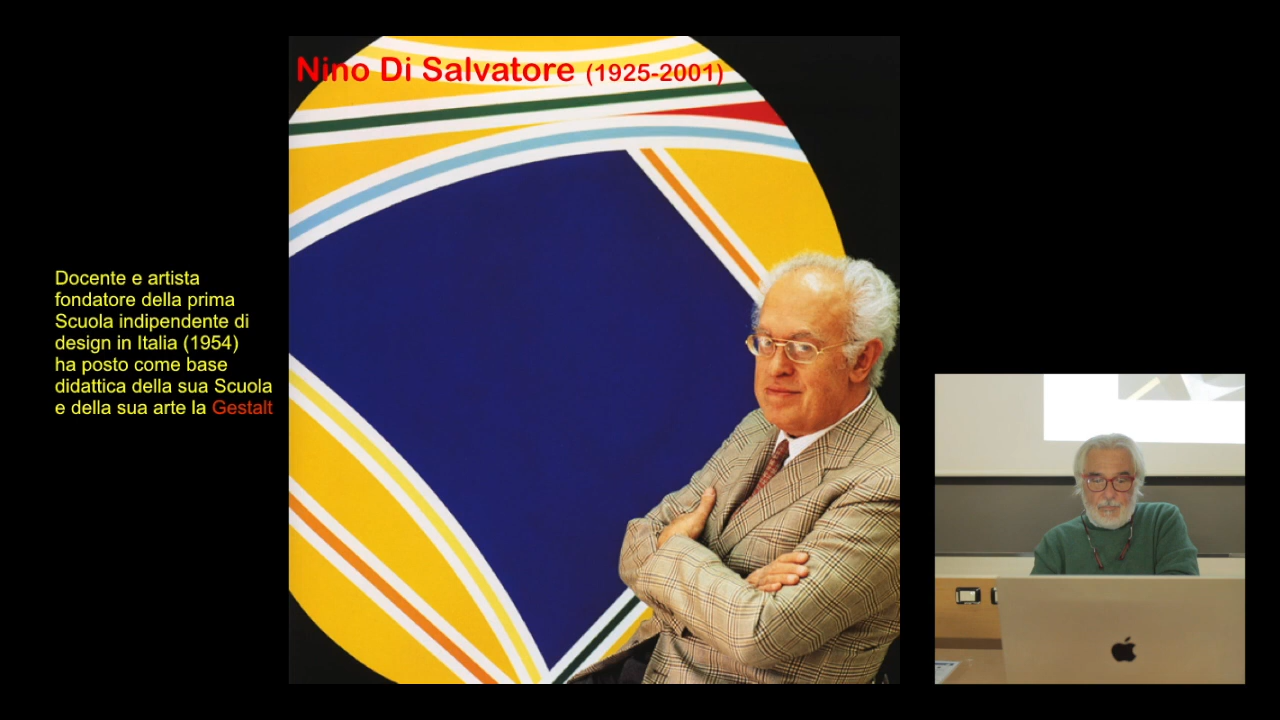 Nino Di Salvatore (1925-2001)
Docente e artista
fondatore della prima
Scuola indipendente di
design in Italia (1954)
ha posto come base
didattica della sua Scuola
e della sua arte la Gestalt